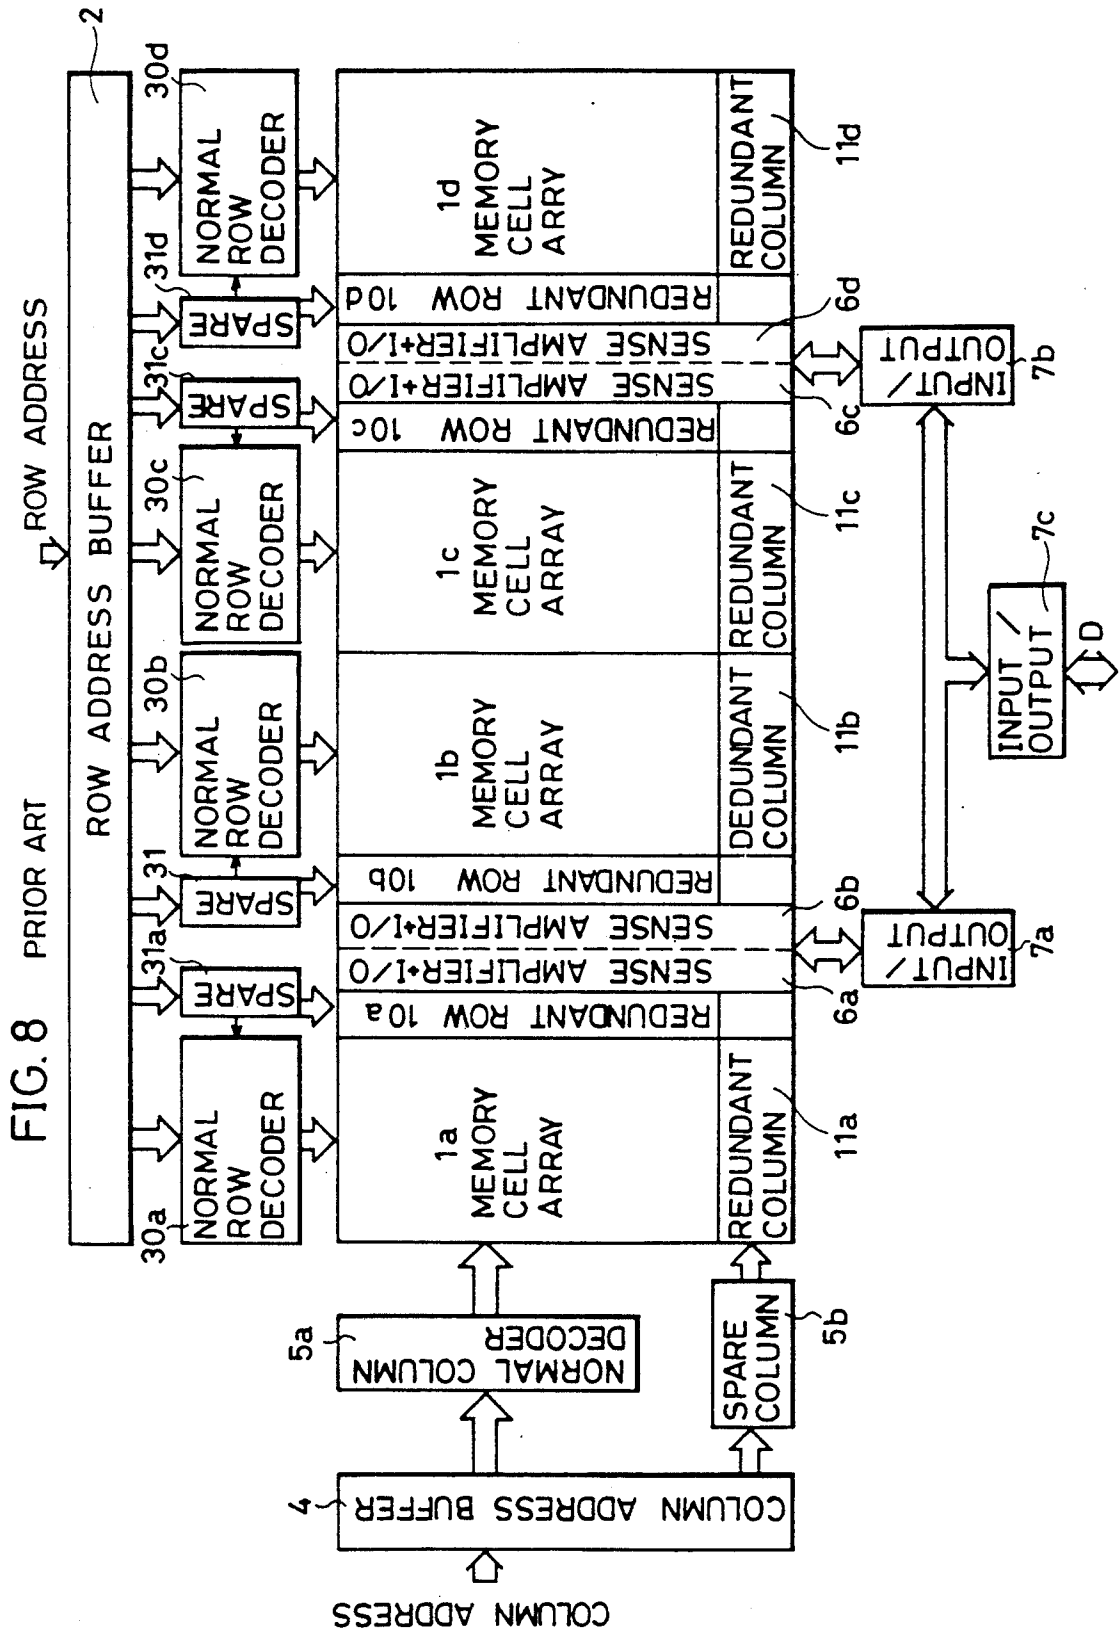 FIG. 8 PRIOR ART
ROW ADDRESS
ROW ADDRESS BUFFER
2
30a
NORMAL
ROW
DECODER
31a
SPARE
31
SPARE
30b
NORMAL
ROW
DECODER
30c
NORMAL
ROW
DECODER
31c
SPARE
31d
SPARE
30d
NORMAL
ROW
DECODER
COLUMN ADDRESS
4
COLUMN ADDRESS BUFFER
5a
NORMAL COLUMN
DECODER
SPARE
COLUMN
5b
1a
MEMORY
CELL
ARRAY
REDUNDANT ROW 10a
SENSE AMPLIFIER+I/O
SENSE AMPLIFIER+I/O
REDUNDANT ROW 10b
1b
MEMORY
CELL
ARRAY
1c
MEMORY
CELL
ARRAY
REDUNDANT ROW 10c
SENSE AMPLIFIER+I/O
SENSE AMPLIFIER+I/O
REDUNDANT ROW 10d
1d
MEMORY
CELL
ARRY
REDUNDANT
COLUMN
DEDUNDANT
COLUMN
REDUNDANT
COLUMN
REDUNDANT
COLUMN
11a
6a
6b
11b
11c
6c
6d
11d
INPUT/
OUTPUT
7a
INPUT/
OUTPUT
7b
INPUT/
OUTPUT
7c
D